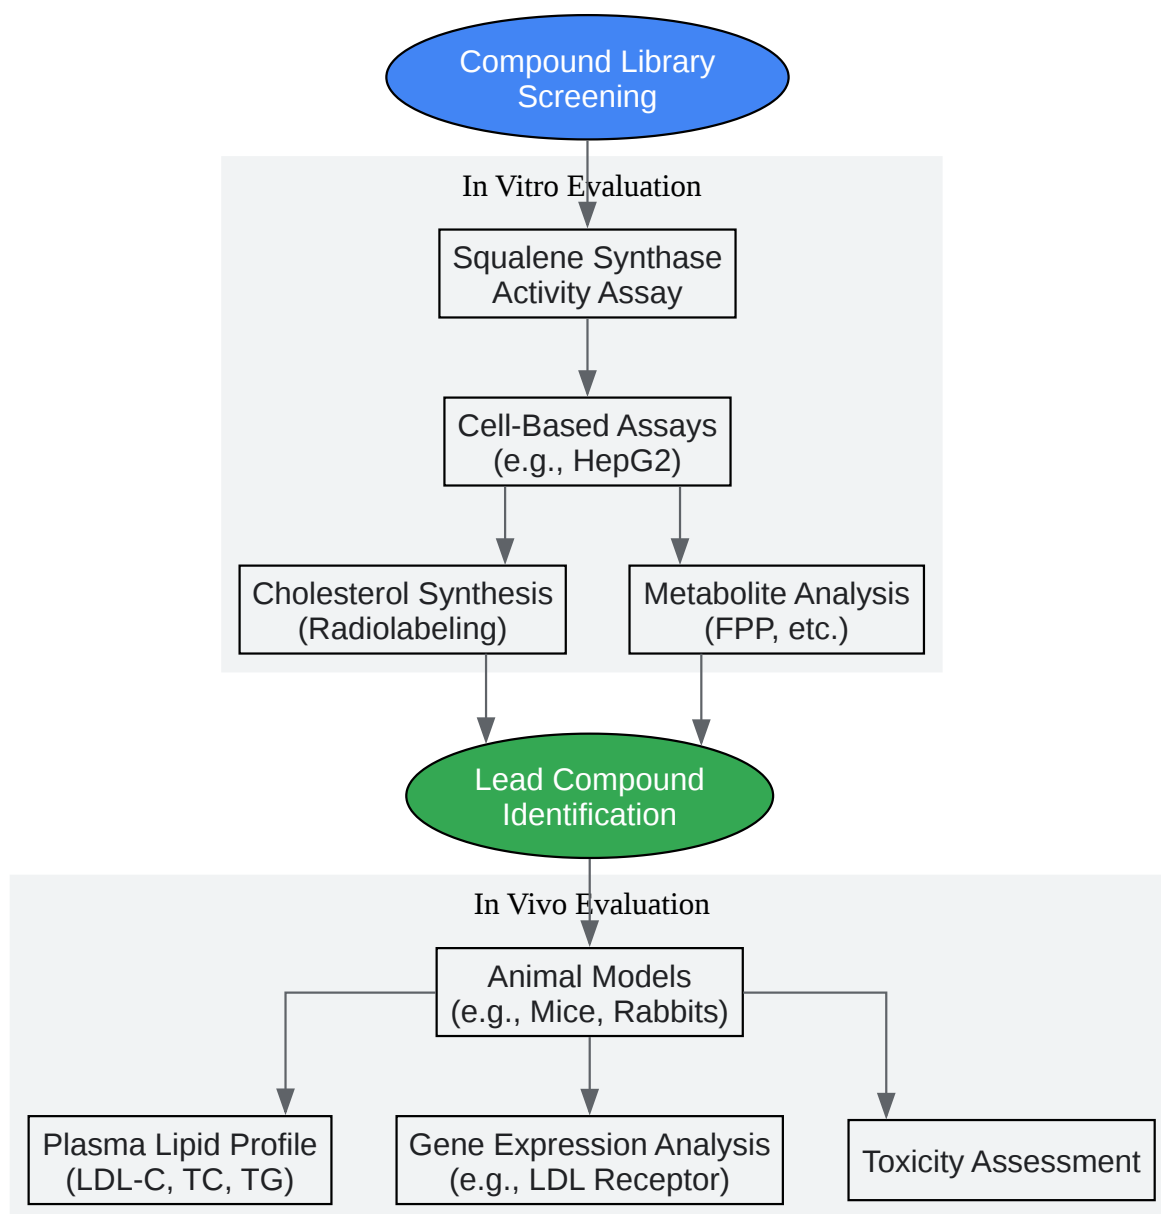 Compound Library
Screening
In Vitro Evaluation
Squalene Synthase
Activity Assay
Cell-Based Assays
(e.g., HepG2)
Cholesterol Synthesis
(Radiolabeling)
Metabolite Analysis
(FPP, etc.)
Lead Compound
Identification
In Vivo Evaluation
Animal Models
(e.g., Mice, Rabbits)
Plasma Lipid Profile
(LDL-C, TC, TG)
Gene Expression Analysis
(e.g., LDL Receptor)
Toxicity Assessment